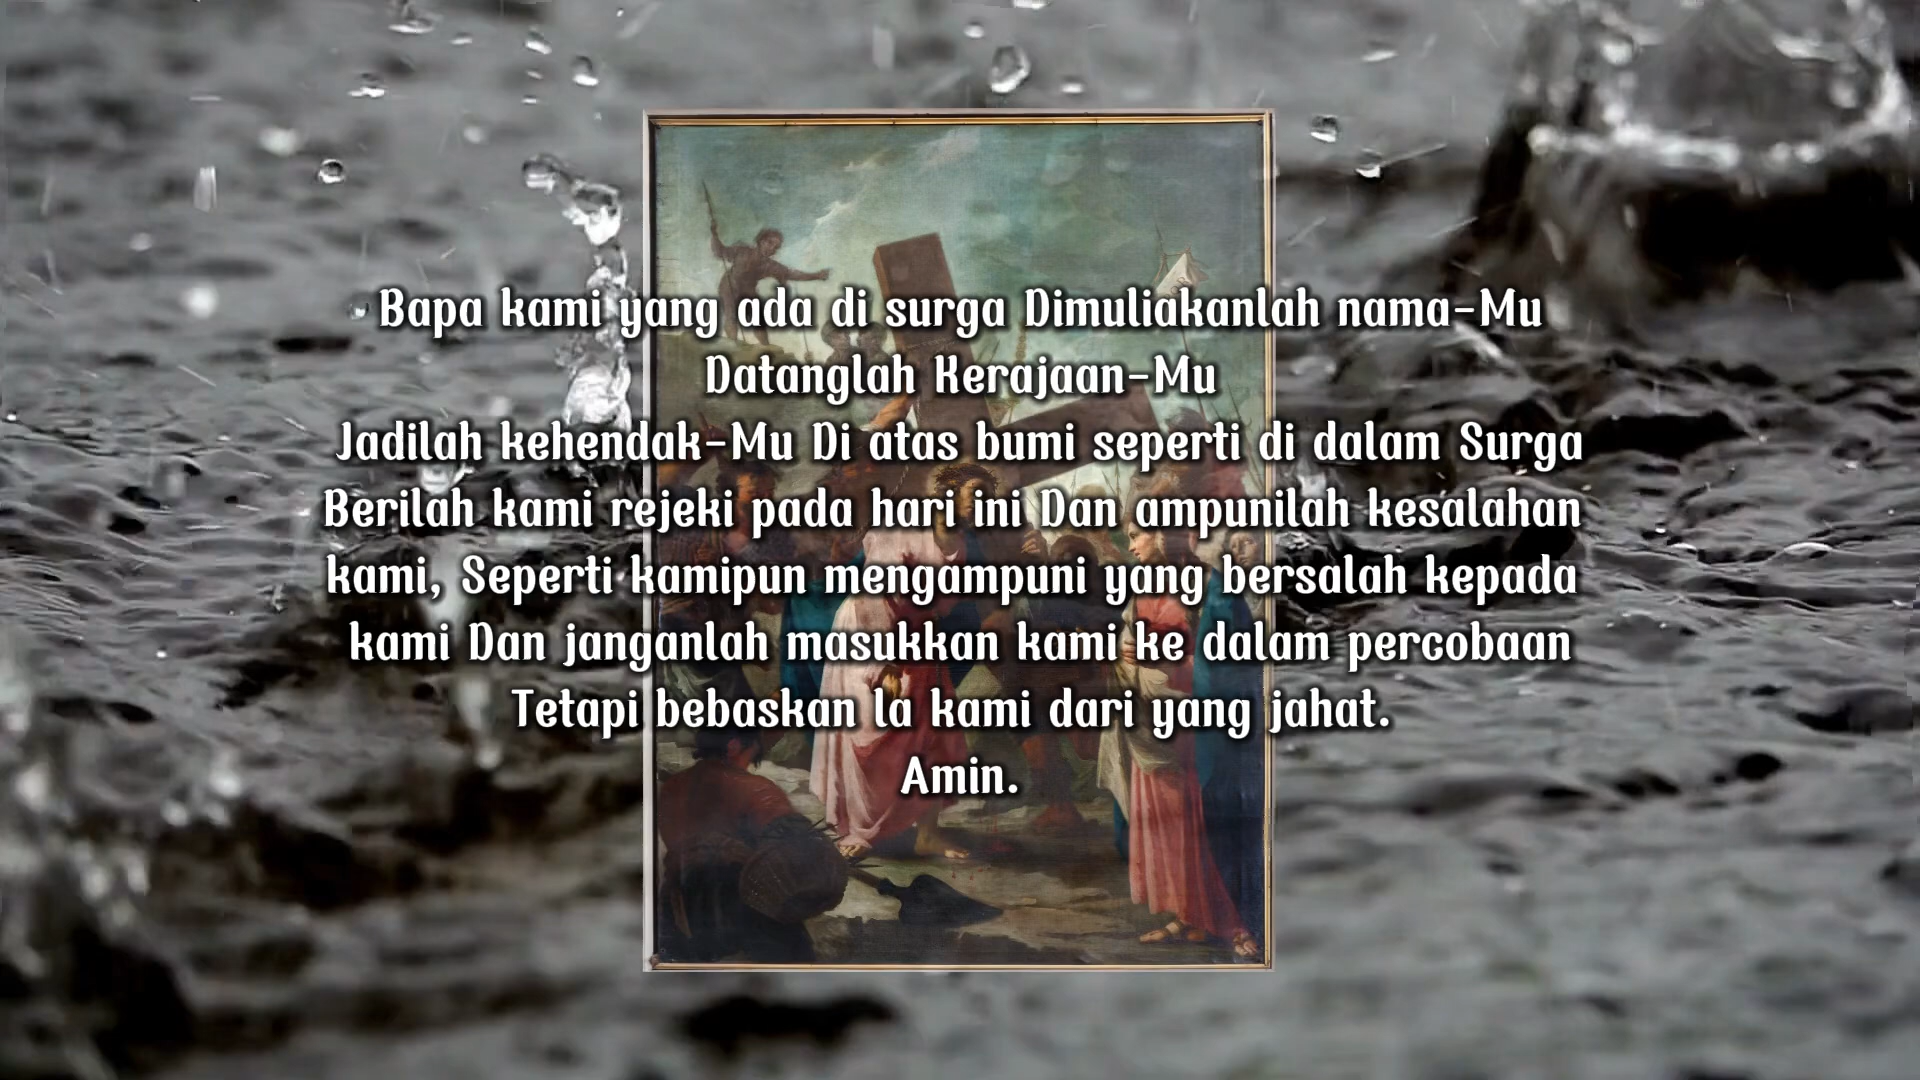 Bapa kami yang ada di surga Dimuliakanlah nama-Mu
Datanglah Kerajaan-Mu
Jadilah kehendak-Mu Di atas bumi seperti di dalam Surga
Berilah kami rejeki pada hari ini Dan ampunilah kesalahan
kami, Seperti kamipun mengampuni yang bersalah kepada
kami Dan janganlah masukkan kami ke dalam percobaan
Tetapi bebaskan la kami dari yang jahat.
Amin.